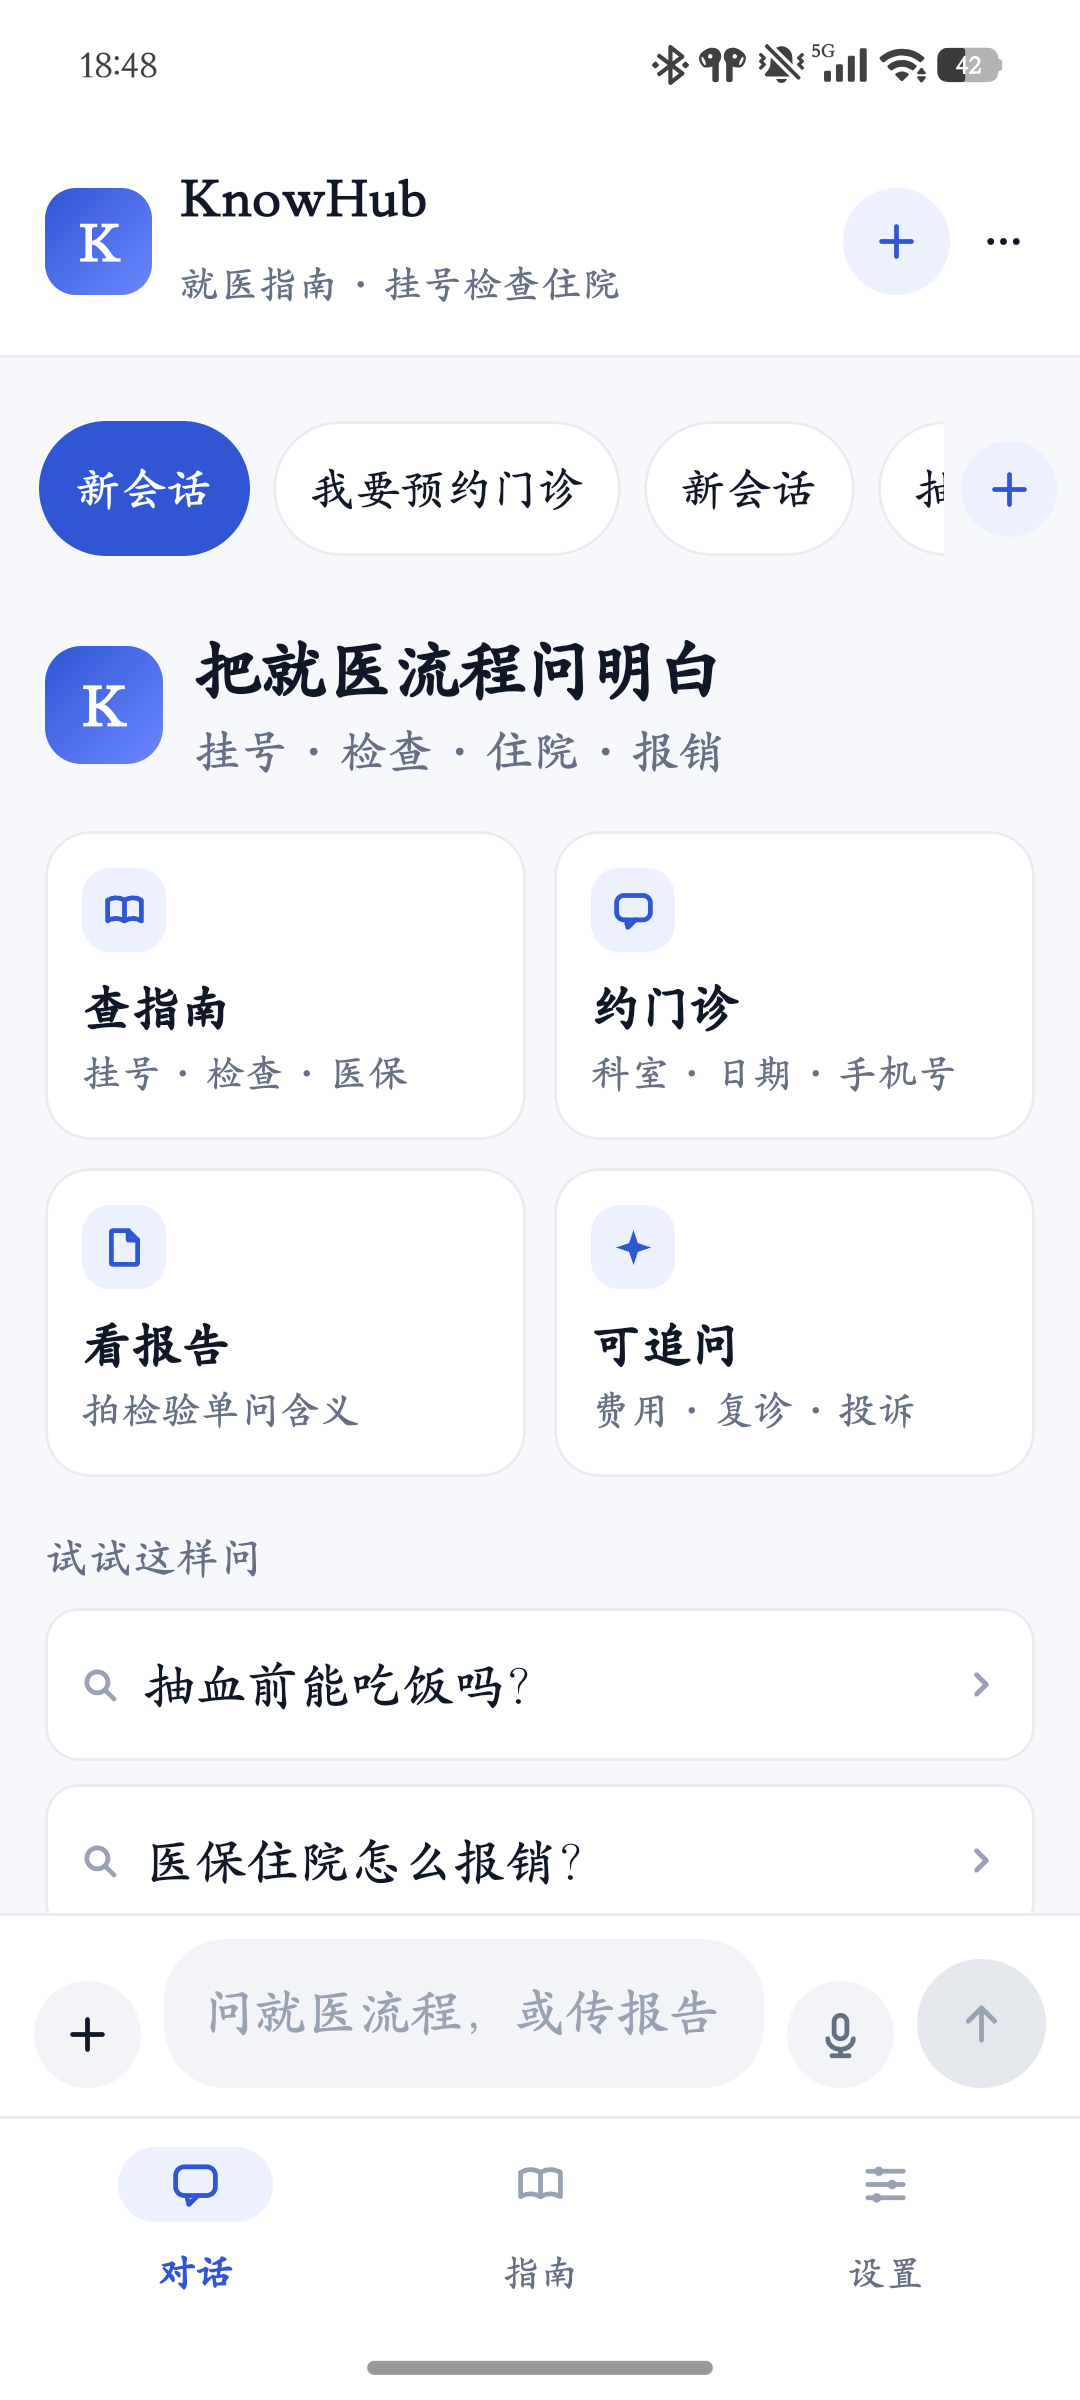 18:48
5G
42
K
KnowHub
就医指南 · 挂号检查住院
新会话
我要预约门诊
新会话
抽
K
把就医流程问明白
挂号 · 检查 · 住院 · 报销
查指南
挂号 · 检查 · 医保
约门诊
科室 · 日期 · 手机号
看报告
拍检验单问含义
可追问
费用 · 复诊 · 投诉
试试这样问
抽血前能吃饭吗?
医保住院怎么报销?
问就医流程，或传报告
对话
指南
设置